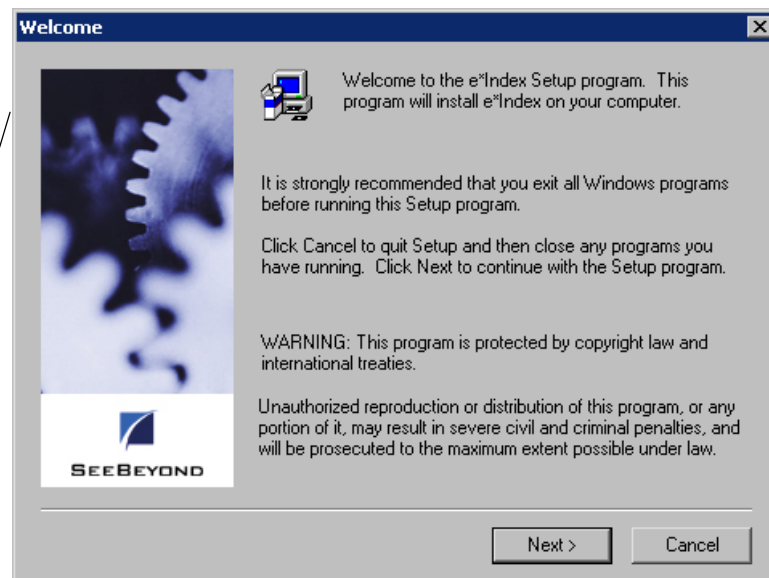 Welcome
Welcome to the e*Index Setup program. This
program will install e*Index on your computer.
It is strongly recommended that you exit all Windows programs
before running this Setup program.
Click Cancel to quit Setup and then close any programs you
have running. Click Next to continue with the Setup program.
WARNING: This program is protected by copyright law and
international treaties.
Unauthorized reproduction or distribution of this program, or any
portion of it, may result in severe civil and criminal penalties, and
will be prosecuted to the maximum extent possible under law.
SEEBEYOND
Next >
Cancel